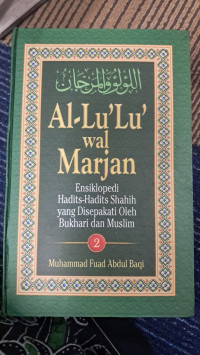 اللؤلؤ والمرجان
Al-Lu'Lu'
wal
Marjan
Ensiklopedi
Hadits-Hadits Shahih
yang Disepakati Oleh
Bukhari dan Muslim
2
Muhammad Fuad Abdul Baqi